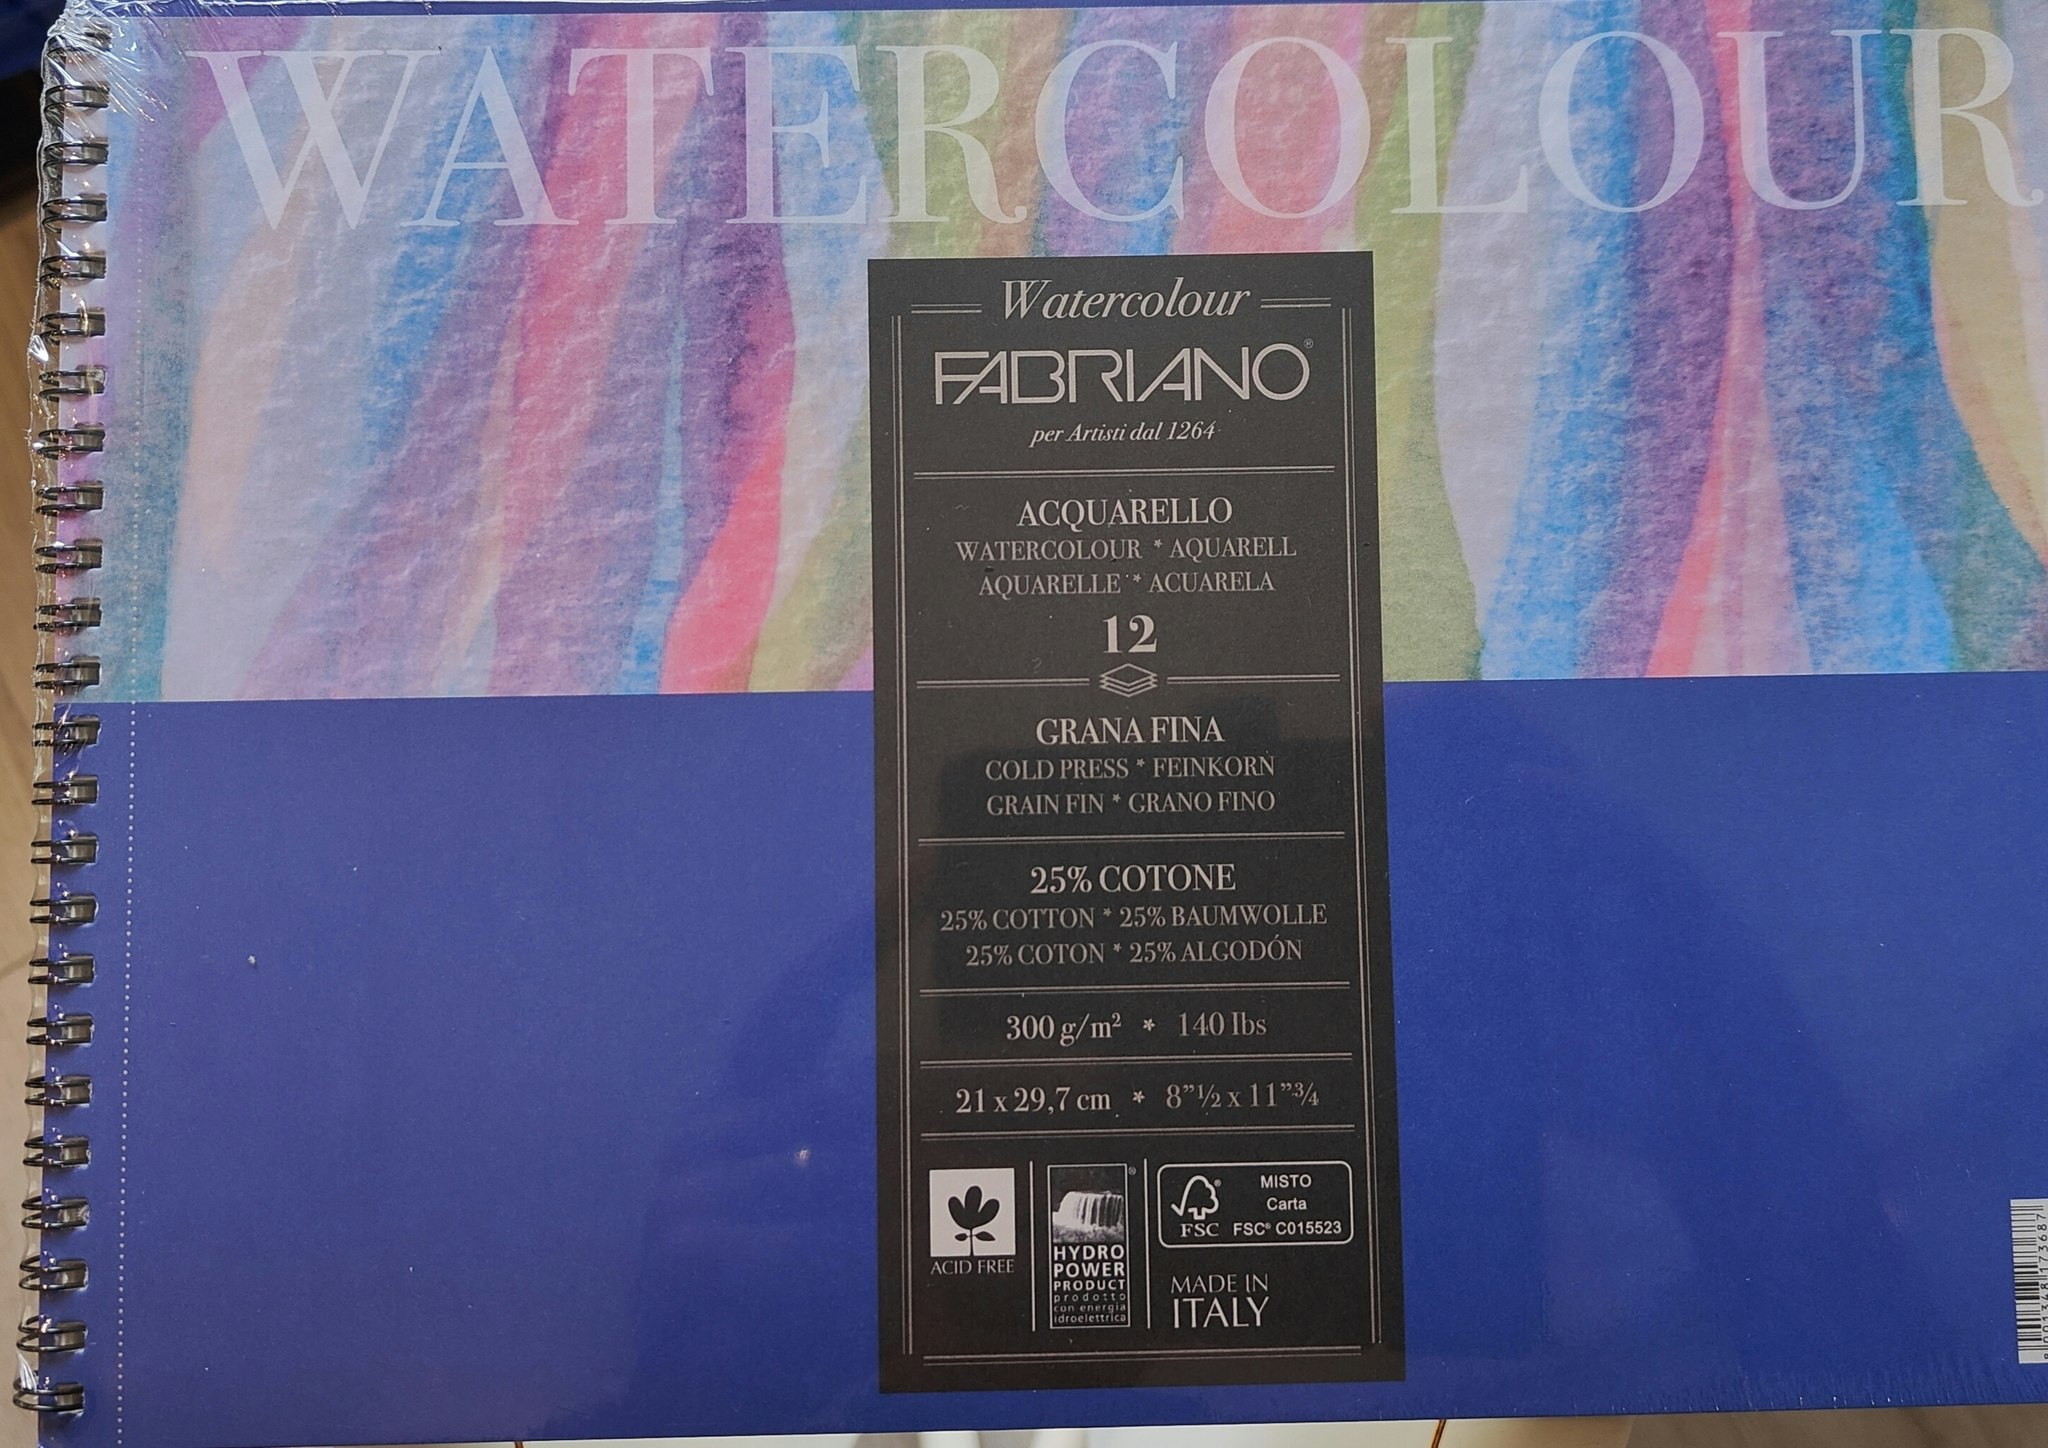 WATERCOLOUR
Watercolour
FABRIANO®
per Artisti dal 1264
ACQUARELLO
WATERCOLOUR * AQUARELL
AQUARELLE * ACUARELA
12
GRANA FINA
COLD PRESS * FEINKORN
GRAIN FIN * GRANO FINO
25% COTONE
25% COTTON * 25% BAUMWOLLE
25% COTON * 25% ALGODÓN
300 g/m² * 140 lbs
21 x 29,7 cm * 8”½ x 11”¾
ACID FREE
®
HYDRO
POWER
PRODUCT
prodotto
con energia
idroelettrica
®
FSC
MISTO
Carta
FSC® C015523
MADE IN
ITALY
8001348173687